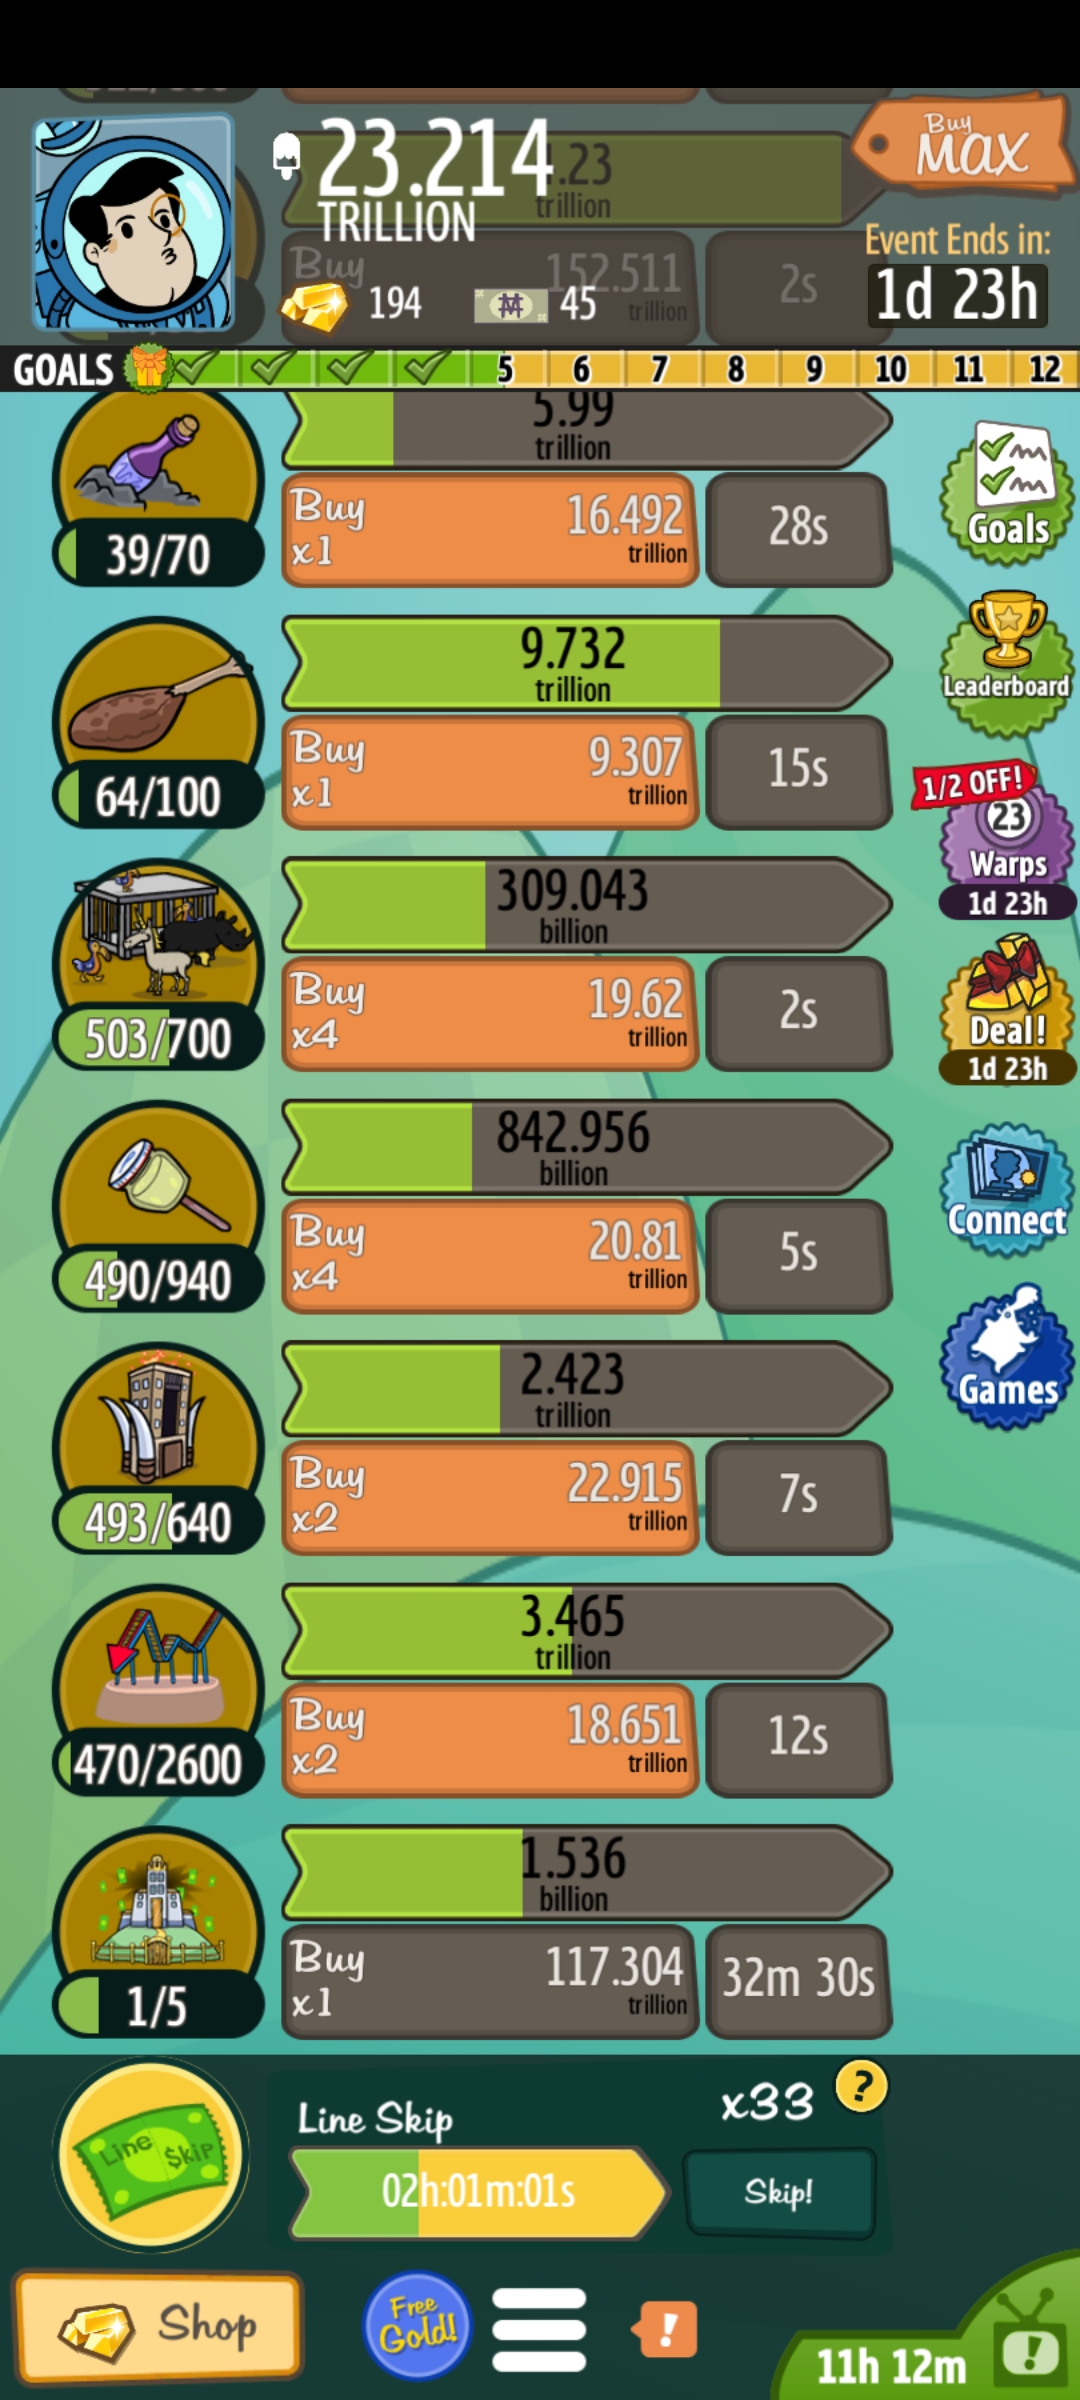 23.214
TRILLION
Buy
MAX
trillion
Buy
152.511
trillion
2s
194
45
Event Ends in:
1d 23h
GOALS
5 6 7 8 9 10 11 12
5.99
trillion
39/70
Buy
x1
16.492
trillion
28s
Goals
9.732
trillion
64/100
Buy
x1
9.307
trillion
15s
Leaderboard
1/2 OFF!
23
Warps
1d 23h
309.043
billion
503/700
Buy
x4
19.62
trillion
2s
Deal!
1d 23h
842.956
billion
490/940
Buy
x4
20.81
trillion
5s
Connect
2.423
trillion
493/640
Buy
x2
22.915
trillion
7s
Games
3.465
trillion
470/2600
Buy
x2
18.651
trillion
12s
1.536
billion
1/5
Buy
x1
117.304
trillion
32m 30s
Line $kip
Line Skip
x33
?
02h:01m:01s
Skip!
Shop
Free
Gold!
!
11h 12m
!